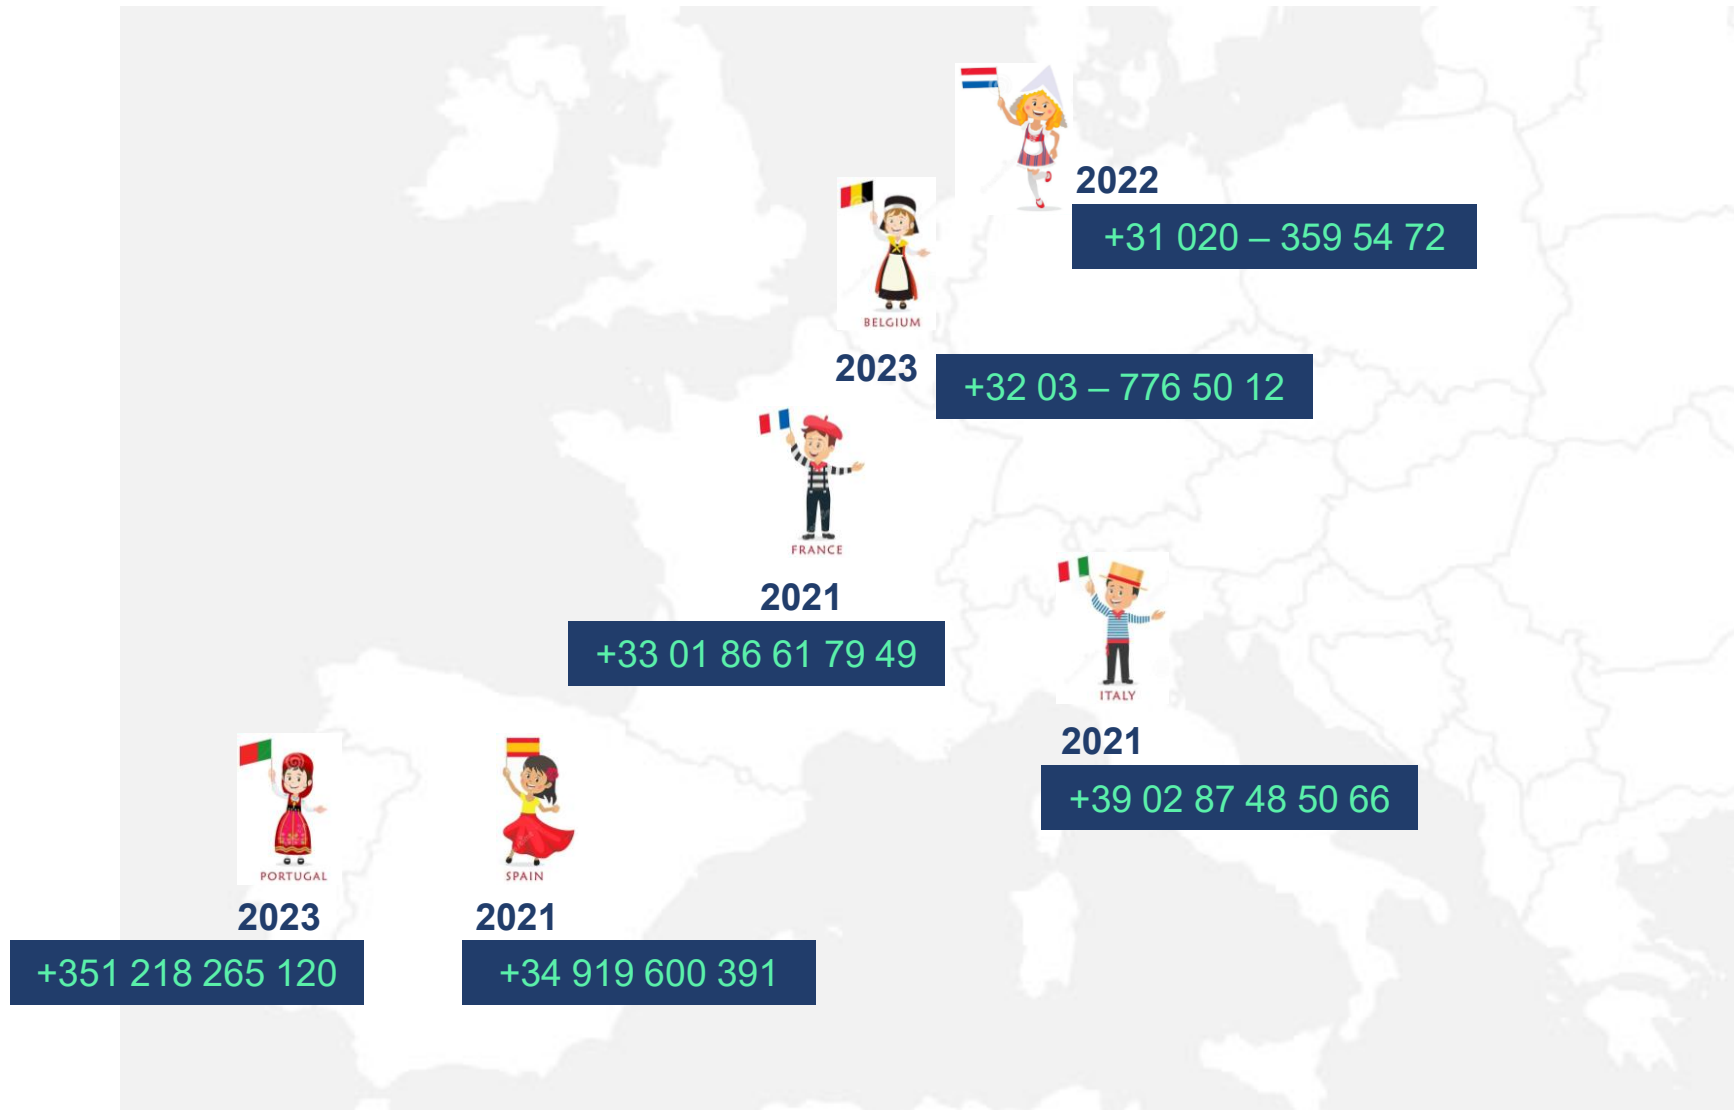 2022
+31 020 – 359 54 72
BELGIUM
2023
+32 03 – 776 50 12
FRANCE
2021
+33 01 86 61 79 49
ITALY
2021
+39 02 87 48 50 66
PORTUGAL
2023
+351 218 265 120
SPAIN
2021
+34 919 600 391